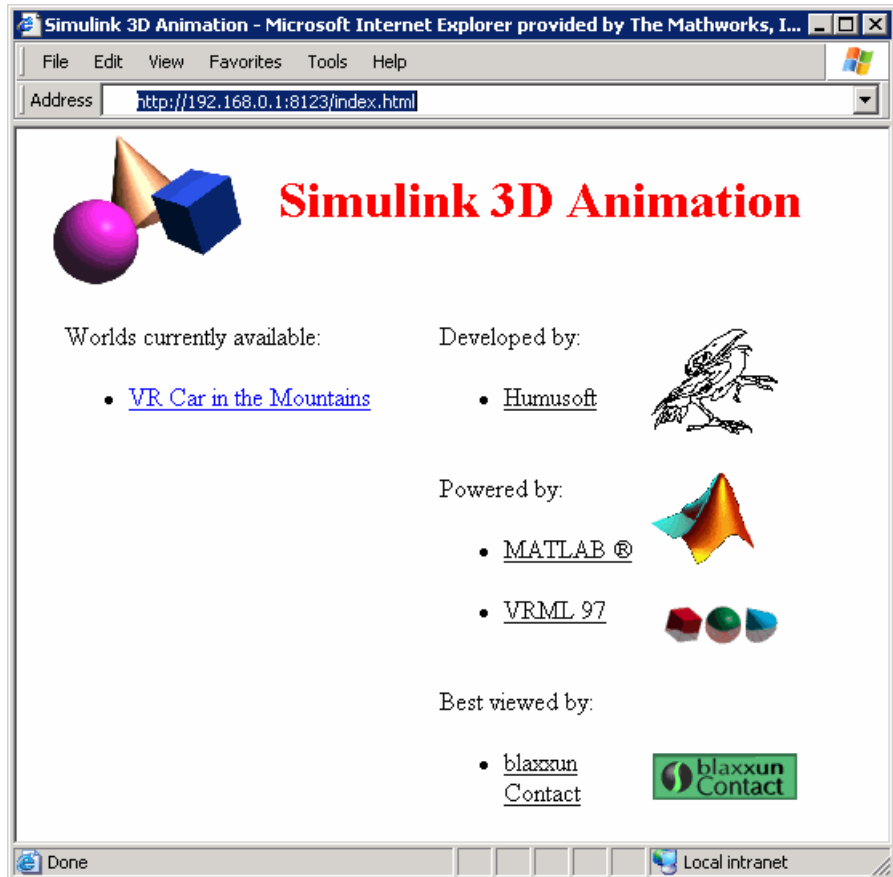 Simulink 3D Animation - Microsoft Internet Explorer provided by The Mathworks, I...
File Edit View Favorites Tools Help
Address http://192.168.0.1:8123/index.html
Simulink 3D Animation
Worlds currently available:
• VR Car in the Mountains
Developed by:
• Humusoft
Powered by:
• MATLAB ®
• VRML 97
Best viewed by:
• blaxxun
Contact
blaxxun
Contact
Done
Local intranet